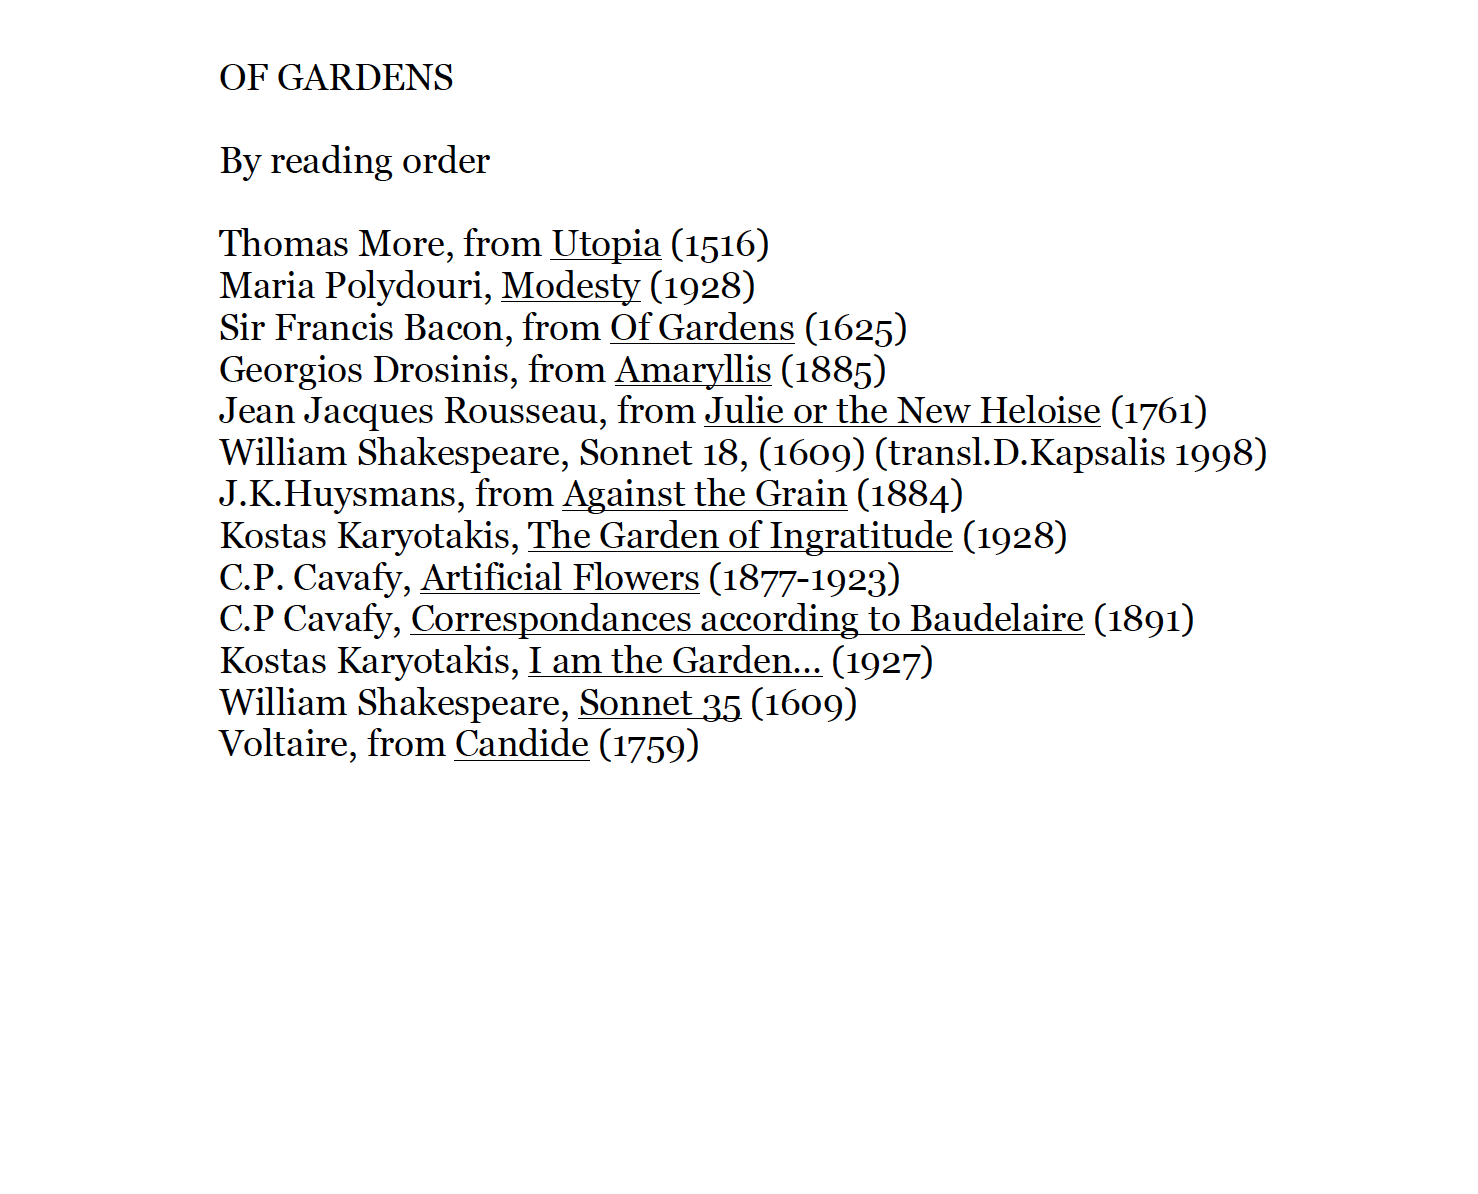 OF GARDENS
By reading order
Thomas More, from Utopia (1516)
Maria Polydouri, Modesty (1928)
Sir Francis Bacon, from Of Gardens (1625)
Georgios Drosinis, from Amaryllis (1885)
Jean Jacques Rousseau, from Julie or the New Heloise (1761)
William Shakespeare, Sonnet 18, (1609) (transl.D.Kapsalis 1998)
J.K.Huysmans, from Against the Grain (1884)
Kostas Karyotakis, The Garden of Ingratitude (1928)
C.P. Cavafy, Artificial Flowers (1877-1923)
C.P Cavafy, Correspondances according to Baudelaire (1891)
Kostas Karyotakis, I am the Garden... (1927)
William Shakespeare, Sonnet 35 (1609)
Voltaire, from Candide (1759)